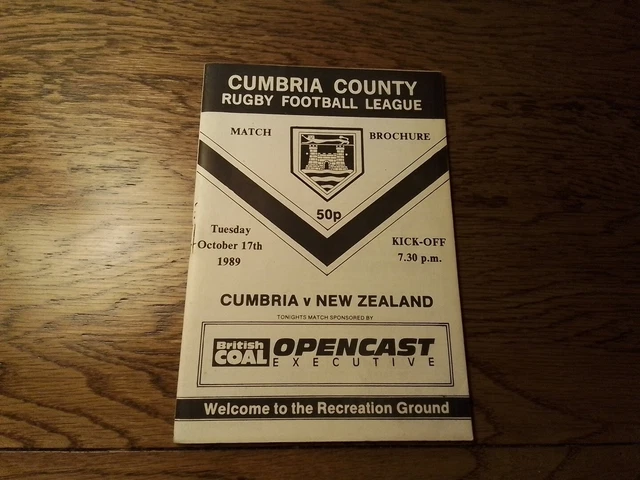 CUMBRIA COUNTY
RUGBY FOOTBALL LEAGUE
MATCH BROCHURE
50p
Tuesday
October 17th
1989
KICK-OFF
7.30 p.m.
CUMBRIA v NEW ZEALAND
TONIGHTS MATCH SPONSORED BY
British
COAL
OPENCAST
EXECUTIVE
Welcome to the Recreation Ground